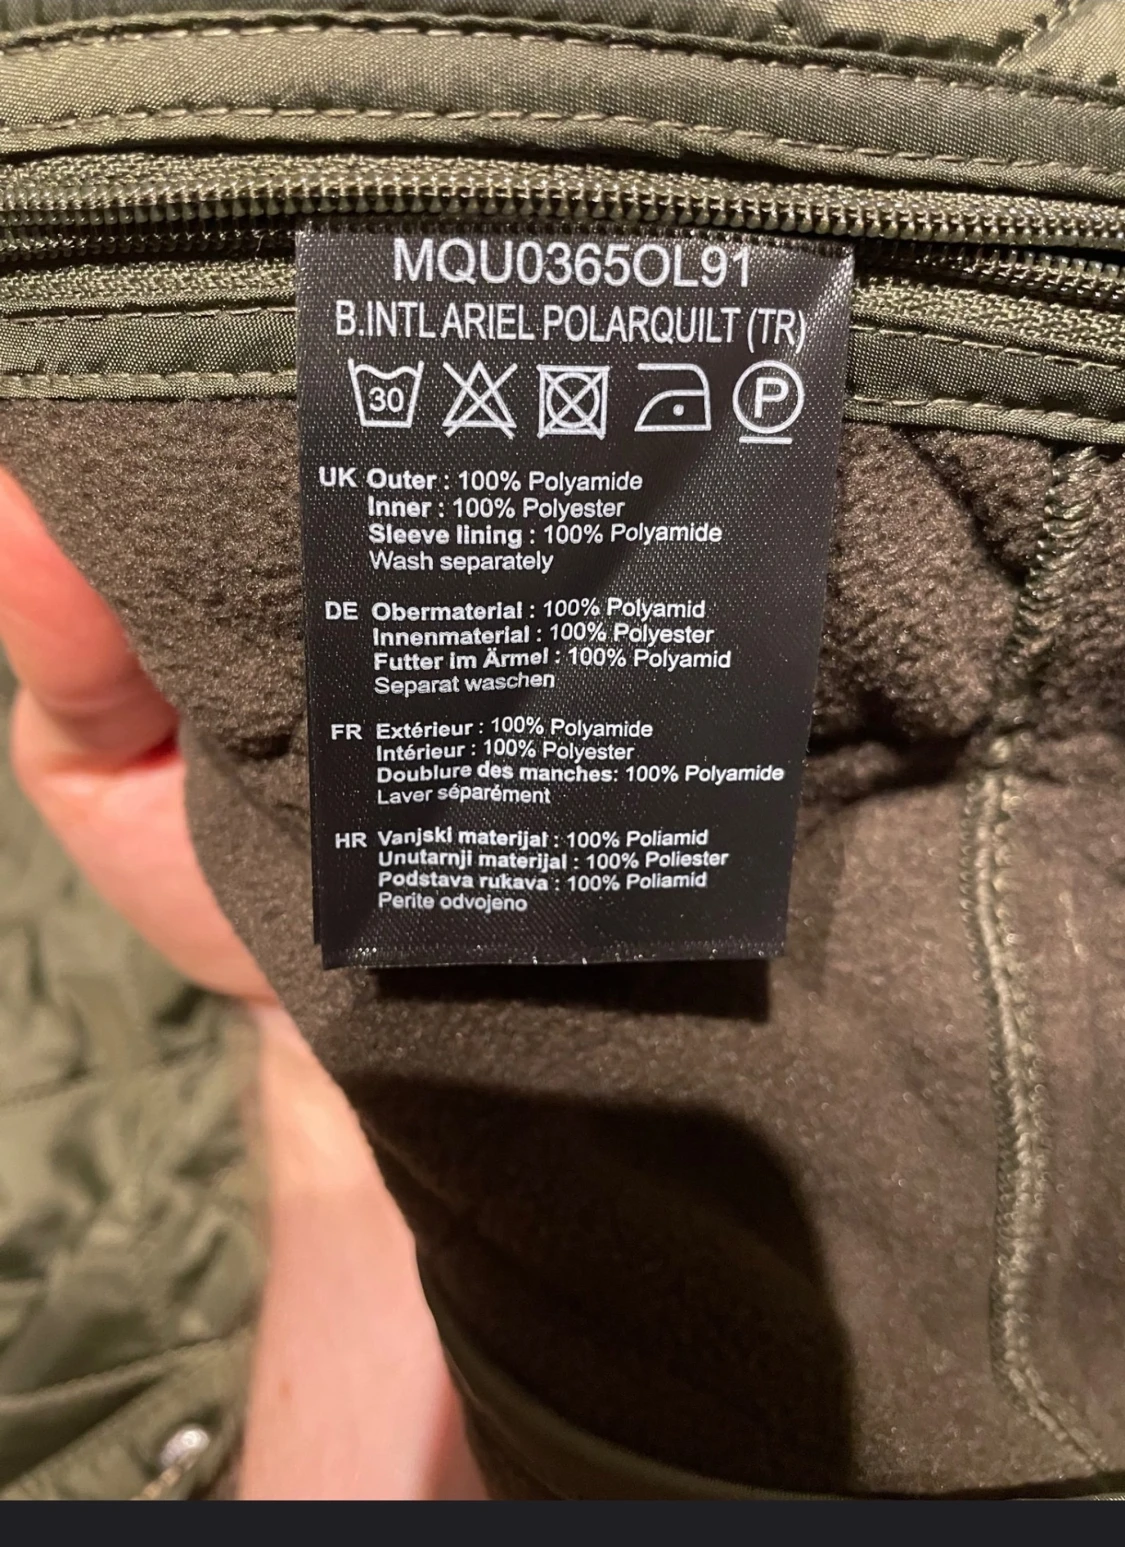 MQU0365OL91
B.INTL ARIEL POLARQUILT (TR)
30 P
UK Outer : 100% Polyamide
Inner : 100% Polyester
Sleeve lining : 100% Polyamide
Wash separately
DE Obermaterial : 100% Polyamid
Innenmaterial : 100% Polyester
Futter im Ärmel : 100% Polyamid
Separat waschen
FR Extérieur : 100% Polyamide
Intérieur : 100% Polyester
Doublure des manches: 100% Polyamide
Laver séparément
HR Vanjski materijal : 100% Poliamid
Unutarnji materijal : 100% Poliester
Podstava rukava : 100% Poliamid
Perite odvojeno